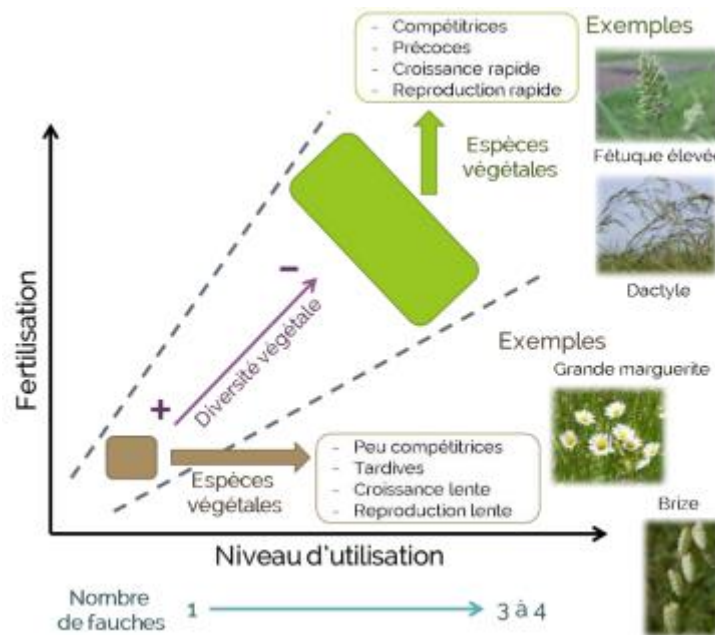 - Compétitrices
- Précoces
- Croissance rapide
- Reproduction rapide
Exemples
Espèces
végétales
Fétuque élevée
Dactyle
Fertilisation
-
+
Diversité végétale
Exemples
Grande marguerite
Espèces
végétales
- Peu compétitrices
- Tardives
- Croissance lente
- Reproduction lente
Brize
Niveau d'utilisation
Nombre
de fauches
1
3 à 4